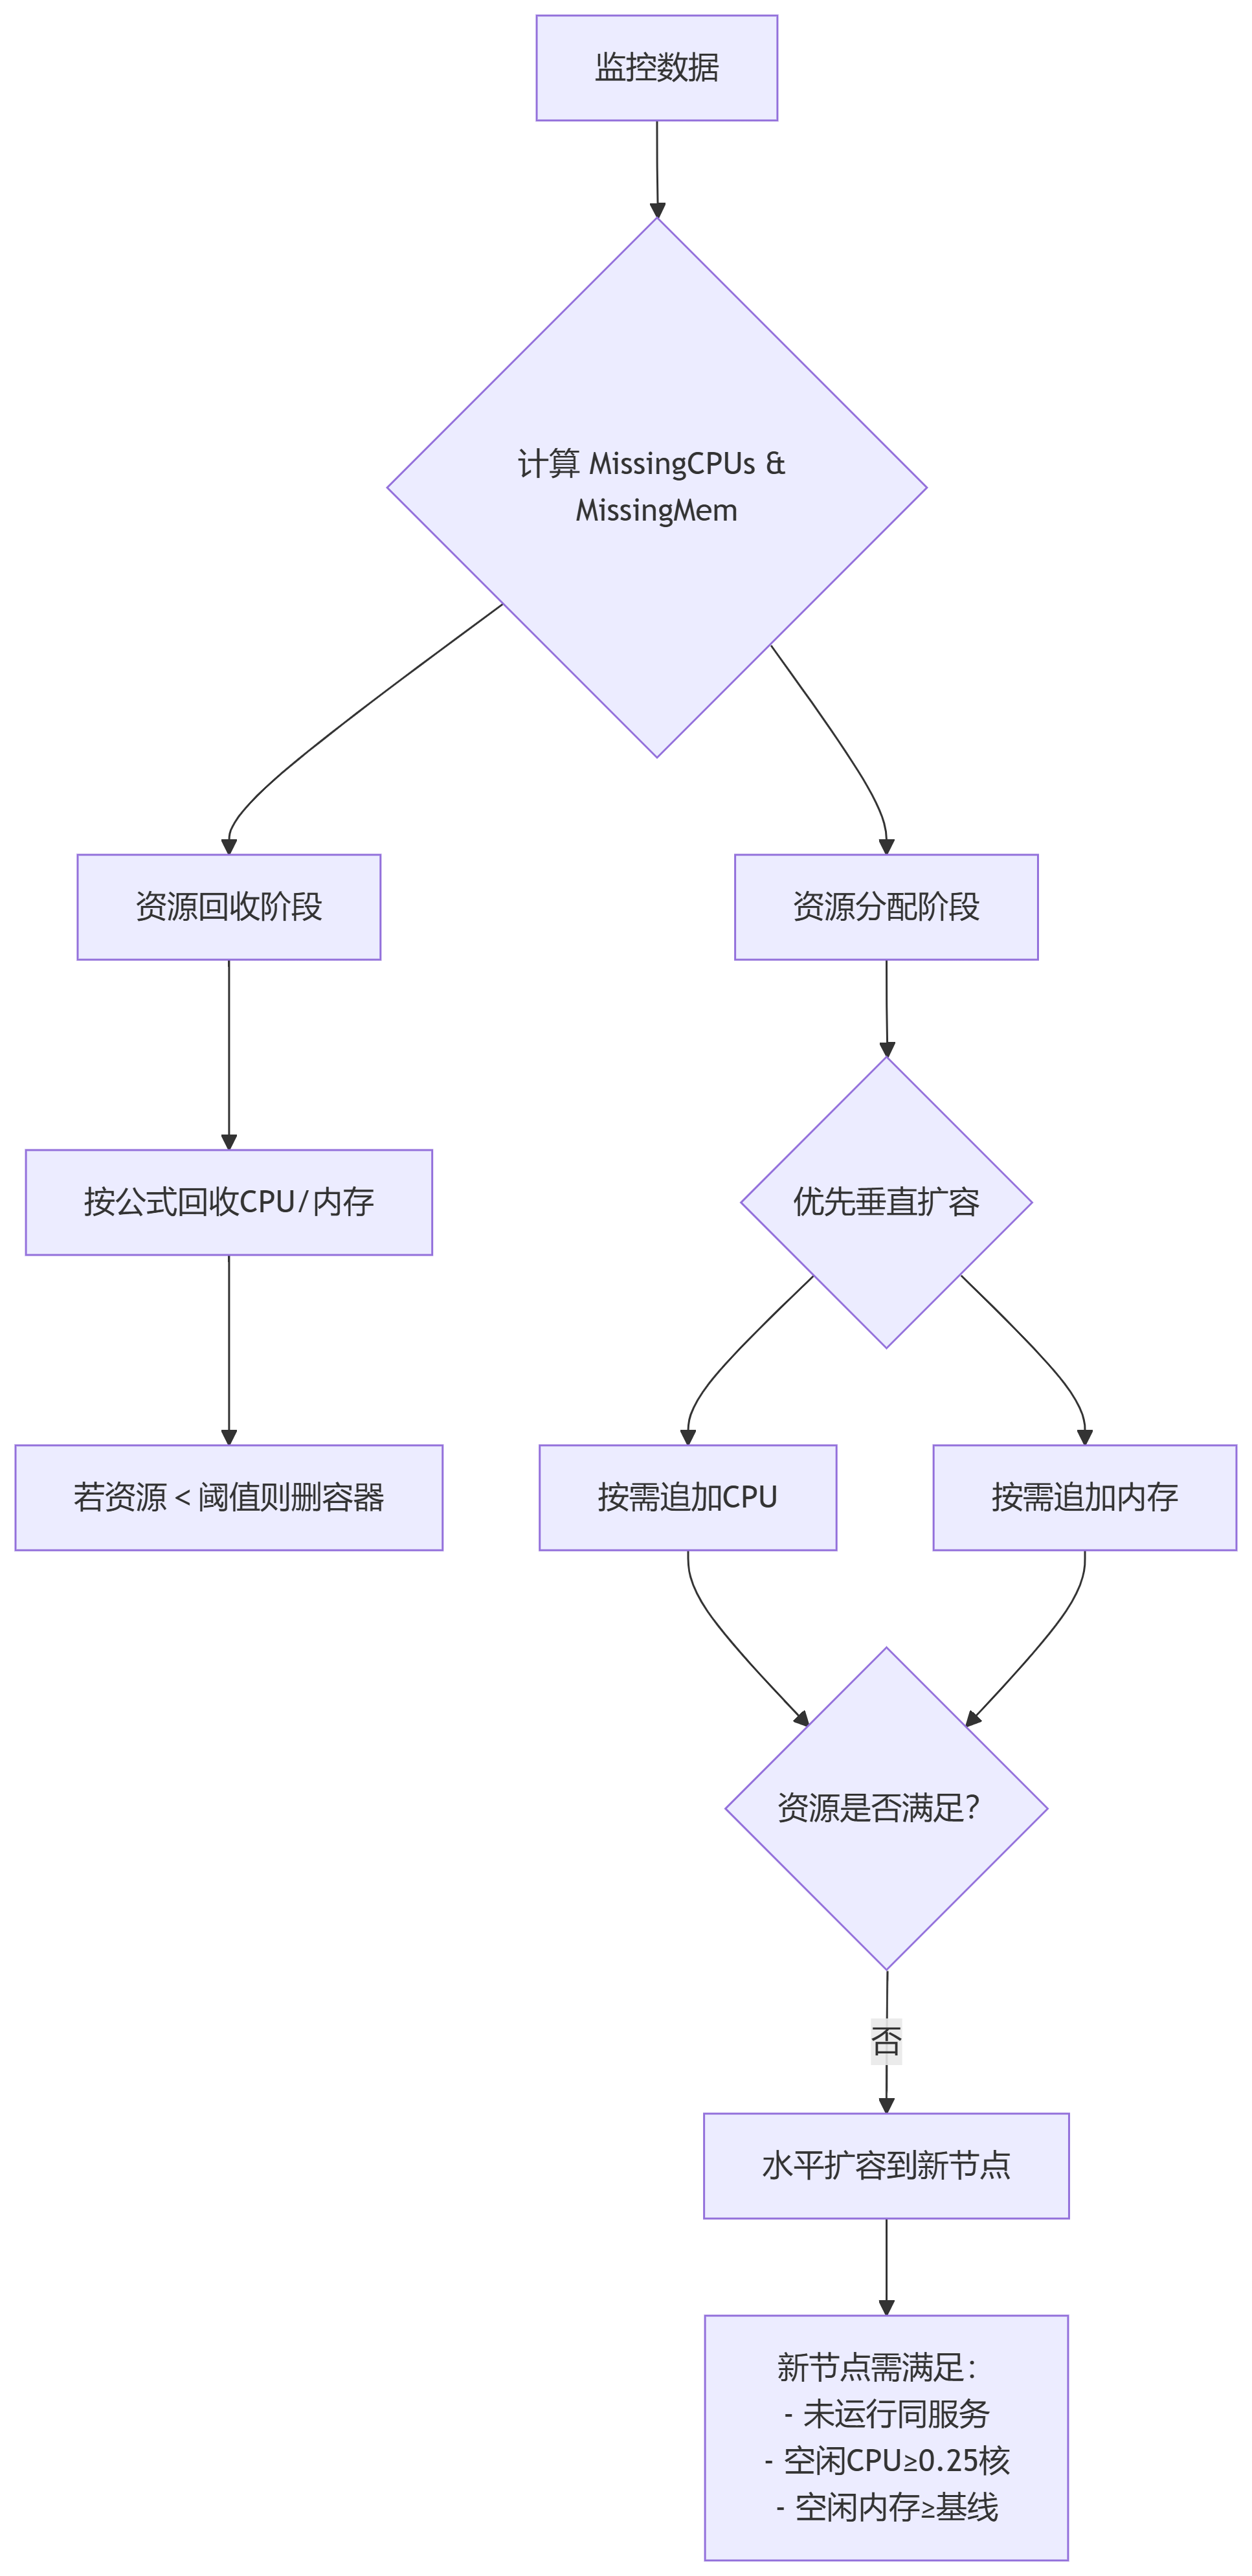 监控数据
计算 MissingCPUs &
MissingMem
资源回收阶段
资源分配阶段
按公式回收CPU/内存
优先垂直扩容
若资源 < 阈值则删容器
按需追加CPU
按需追加内存
资源是否满足？
否
水平扩容到新节点
新节点需满足：
- 未运行同服务
- 空闲CPU≥0.25核
- 空闲内存≥基线